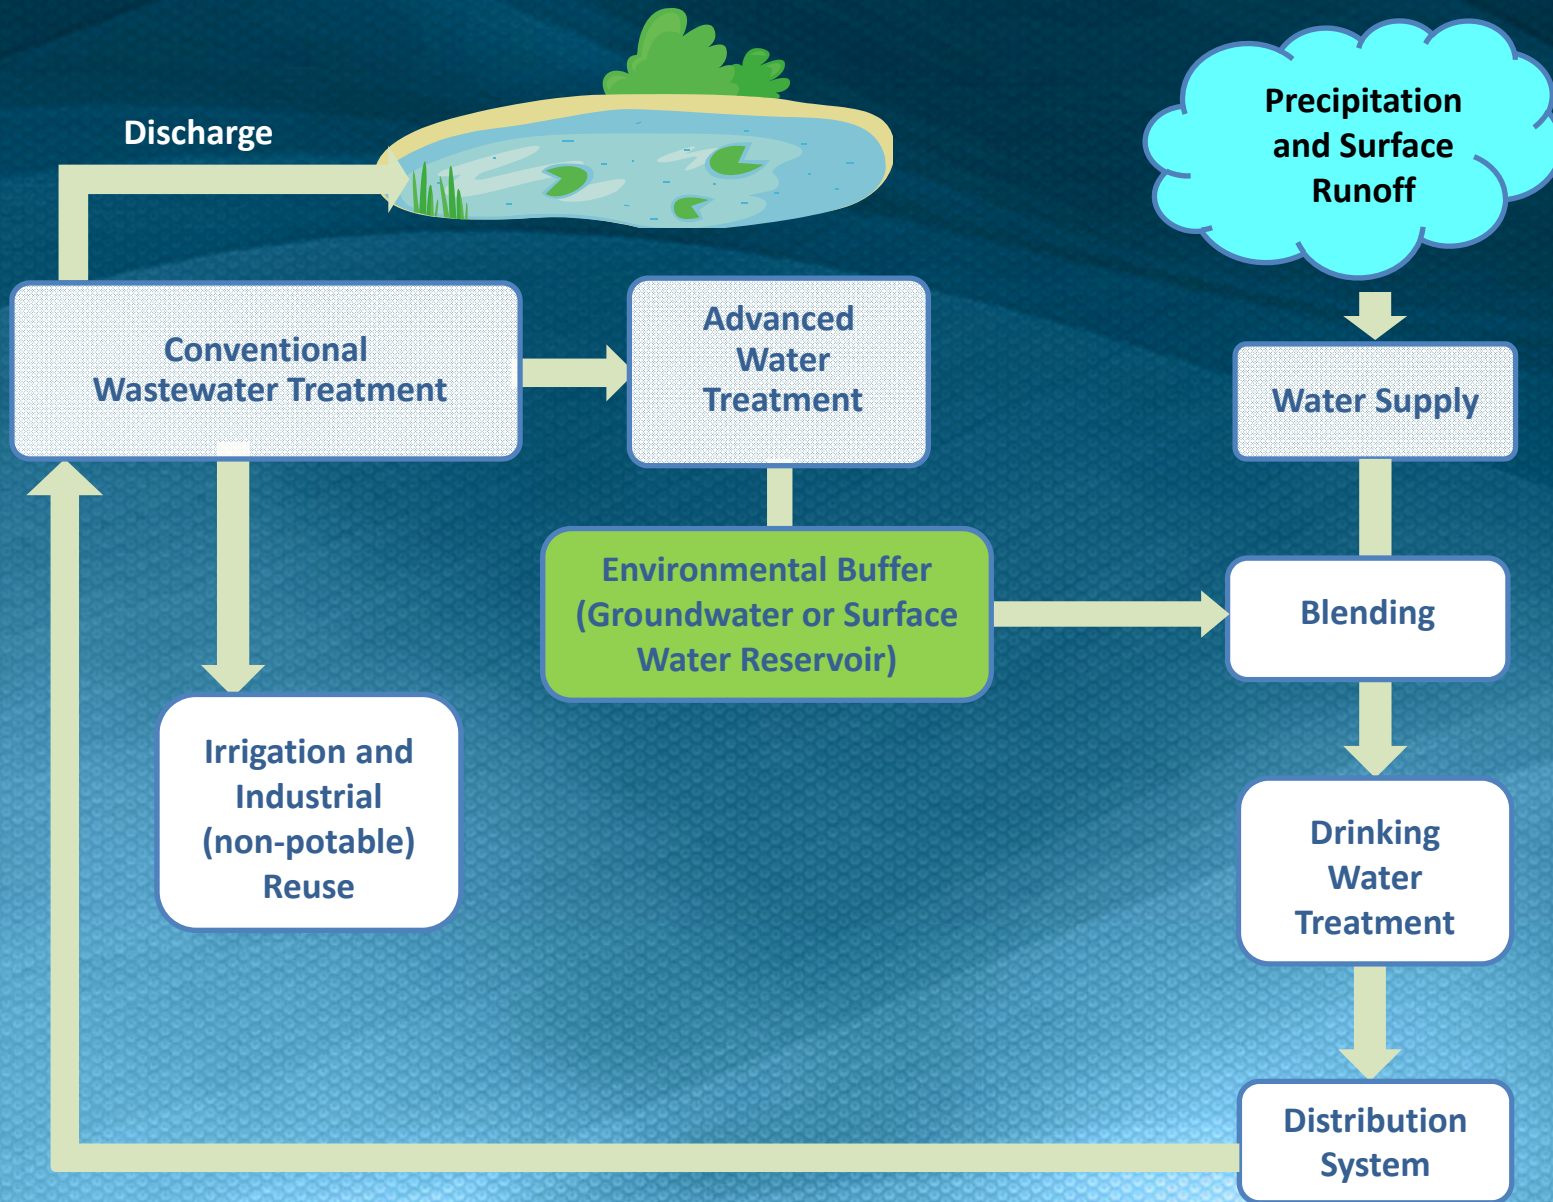 Discharge
Precipitation
and Surface
Runoff
Conventional
Wastewater Treatment
Advanced
Water
Treatment
Water Supply
Environmental Buffer
(Groundwater or Surface
Water Reservoir)
Blending
Irrigation and
Industrial
(non-potable)
Reuse
Drinking
Water
Treatment
Distribution
System